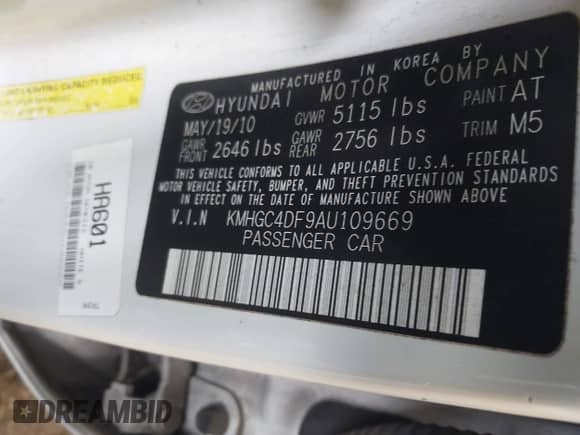 MANUFACTURED IN KOREA BY
HYUNDAI MOTOR COMPANY
MAY/19/10 GVWR 5115 lbs PAINT AT
GAWR FRONT 2646 lbs GAWR REAR 2756 lbs TRIM M5
THIS VEHICLE CONFORMS TO ALL APPLICABLE U.S.A. FEDERAL
MOTOR VEHICLE SAFETY, BUMPER, AND THEFT PREVENTION STANDARDS
IN EFFECT ON THE DATE OF MANUFACTURE SHOWN ABOVE.
V.I.N KMHGC4DF9AU109669
PASSENGER CAR
CAPACITY REDUCED
HA601
DREAMBID